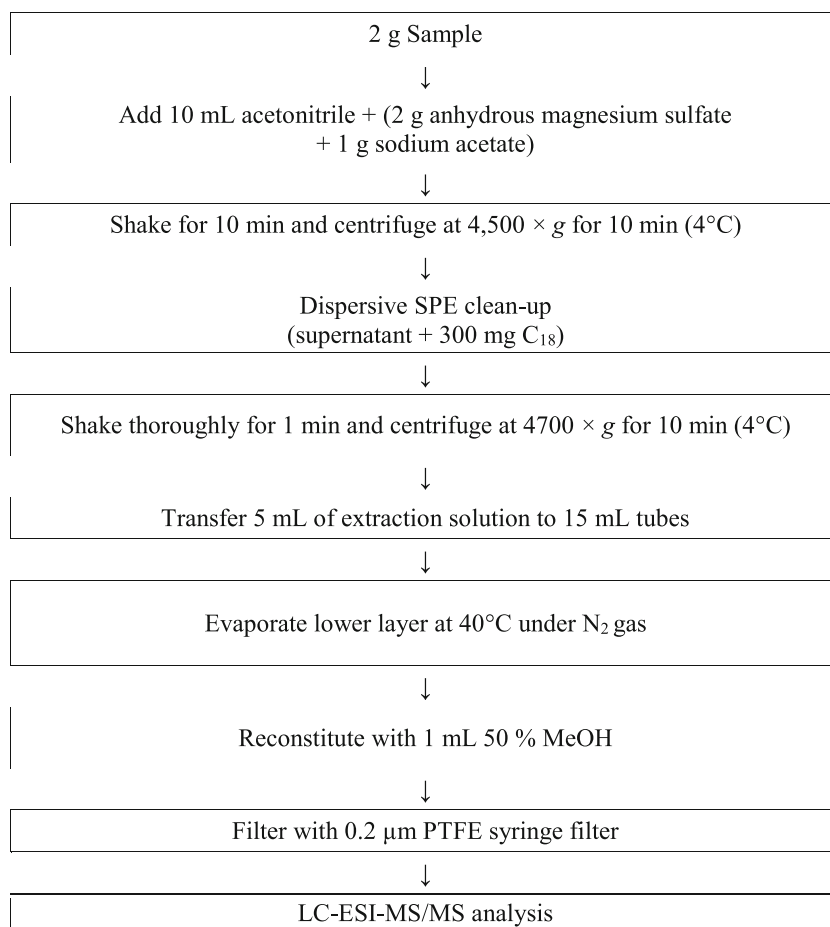 2 g Sample
↓
Add 10 mL acetonitrile + (2 g anhydrous magnesium sulfate
+ 1 g sodium acetate)
↓
Shake for 10 min and centrifuge at 4,500 × g for 10 min (4°C)
↓
Dispersive SPE clean-up
(supernatant + 300 mg C₁₈)
↓
Shake thoroughly for 1 min and centrifuge at 4700 × g for 10 min (4°C)
↓
Transfer 5 mL of extraction solution to 15 mL tubes
↓
Evaporate lower layer at 40°C under N₂ gas
↓
Reconstitute with 1 mL 50 % MeOH
↓
Filter with 0.2 µm PTFE syringe filter
↓
LC-ESI-MS/MS analysis